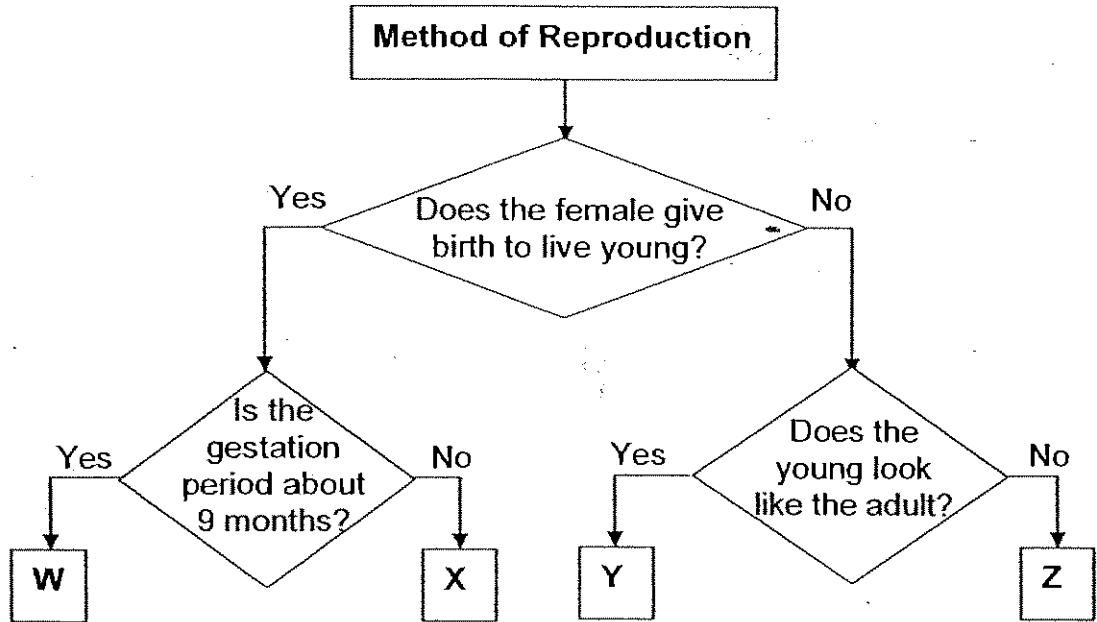 Method of Reproduction
Yes
Does the female give
birth to live young?
No
Yes
Is the
gestation
period about
9 months?
No
Yes
Does the
young look
like the adult?
No
W
X
Y
Z